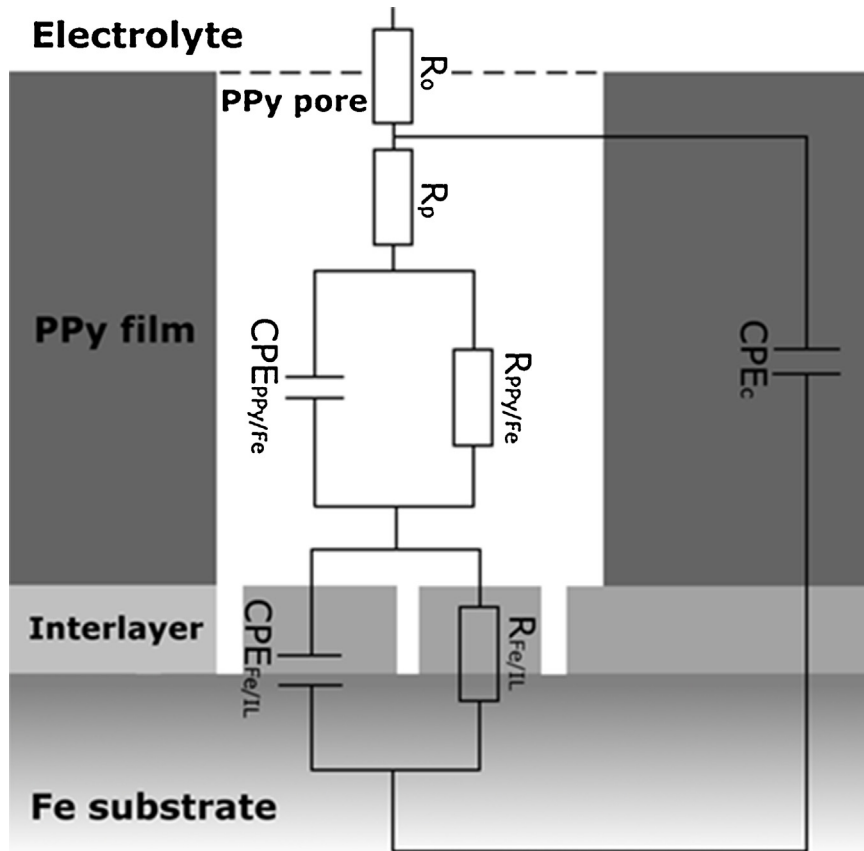 Electrolyte
Ro
PPy pore
Rp
PPy film
CPEPPy/Fe
RPPy/Fe
CPEc
Interlayer
CPEFe/IL
RFe/IL
Fe substrate